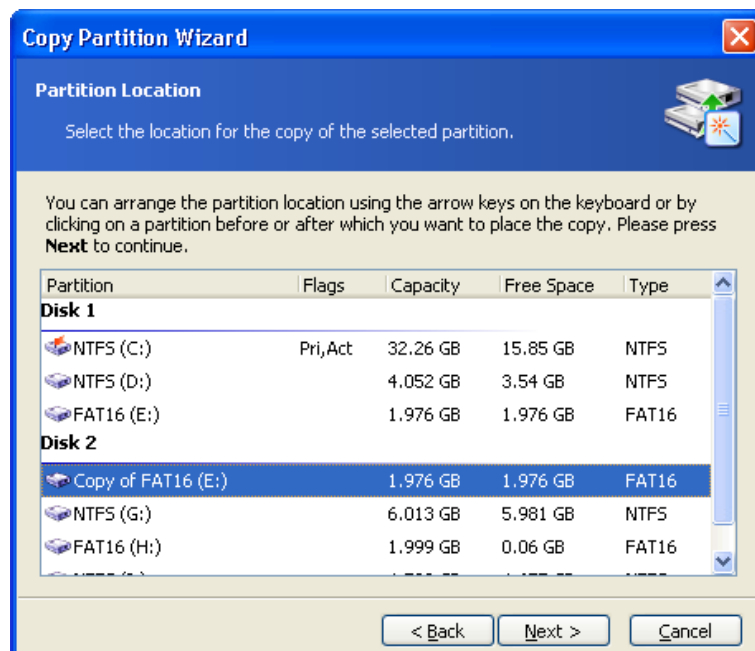 Copy Partition Wizard
Partition Location
Select the location for the copy of the selected partition.
You can arrange the partition location using the arrow keys on the keyboard or by
clicking on a partition before or after which you want to place the copy. Please press
Next to continue.
Partition Flags Capacity Free Space Type
Disk 1
NTFS (C:) Pri,Act 32.26 GB 15.85 GB NTFS
NTFS (D:) 4.052 GB 3.54 GB NTFS
FAT16 (E:) 1.976 GB 1.976 GB FAT16
Disk 2
Copy of FAT16 (E:) 1.976 GB 1.976 GB FAT16
NTFS (G:) 6.013 GB 5.981 GB NTFS
FAT16 (H:) 1.999 GB 0.06 GB FAT16
< Back Next > Cancel